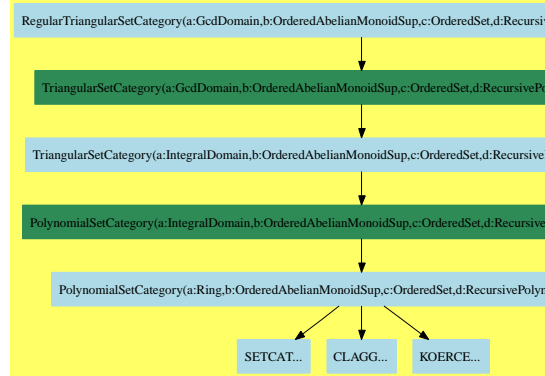 RegularTriangularSetCategory(a:GcdDomain,b:OrderedAbelianMonoidSup,c:OrderedSet,d:Recursive
TriangularSetCategory(a:GcdDomain,b:OrderedAbelianMonoidSup,c:OrderedSet,d:RecursivePo
TriangularSetCategory(a:IntegralDomain,b:OrderedAbelianMonoidSup,c:OrderedSet,d:Recursive
PolynomialSetCategory(a:IntegralDomain,b:OrderedAbelianMonoidSup,c:OrderedSet,d:Recursive
PolynomialSetCategory(a:Ring,b:OrderedAbelianMonoidSup,c:OrderedSet,d:RecursivePolyn
SETCAT... CLAGG... KOERCE...